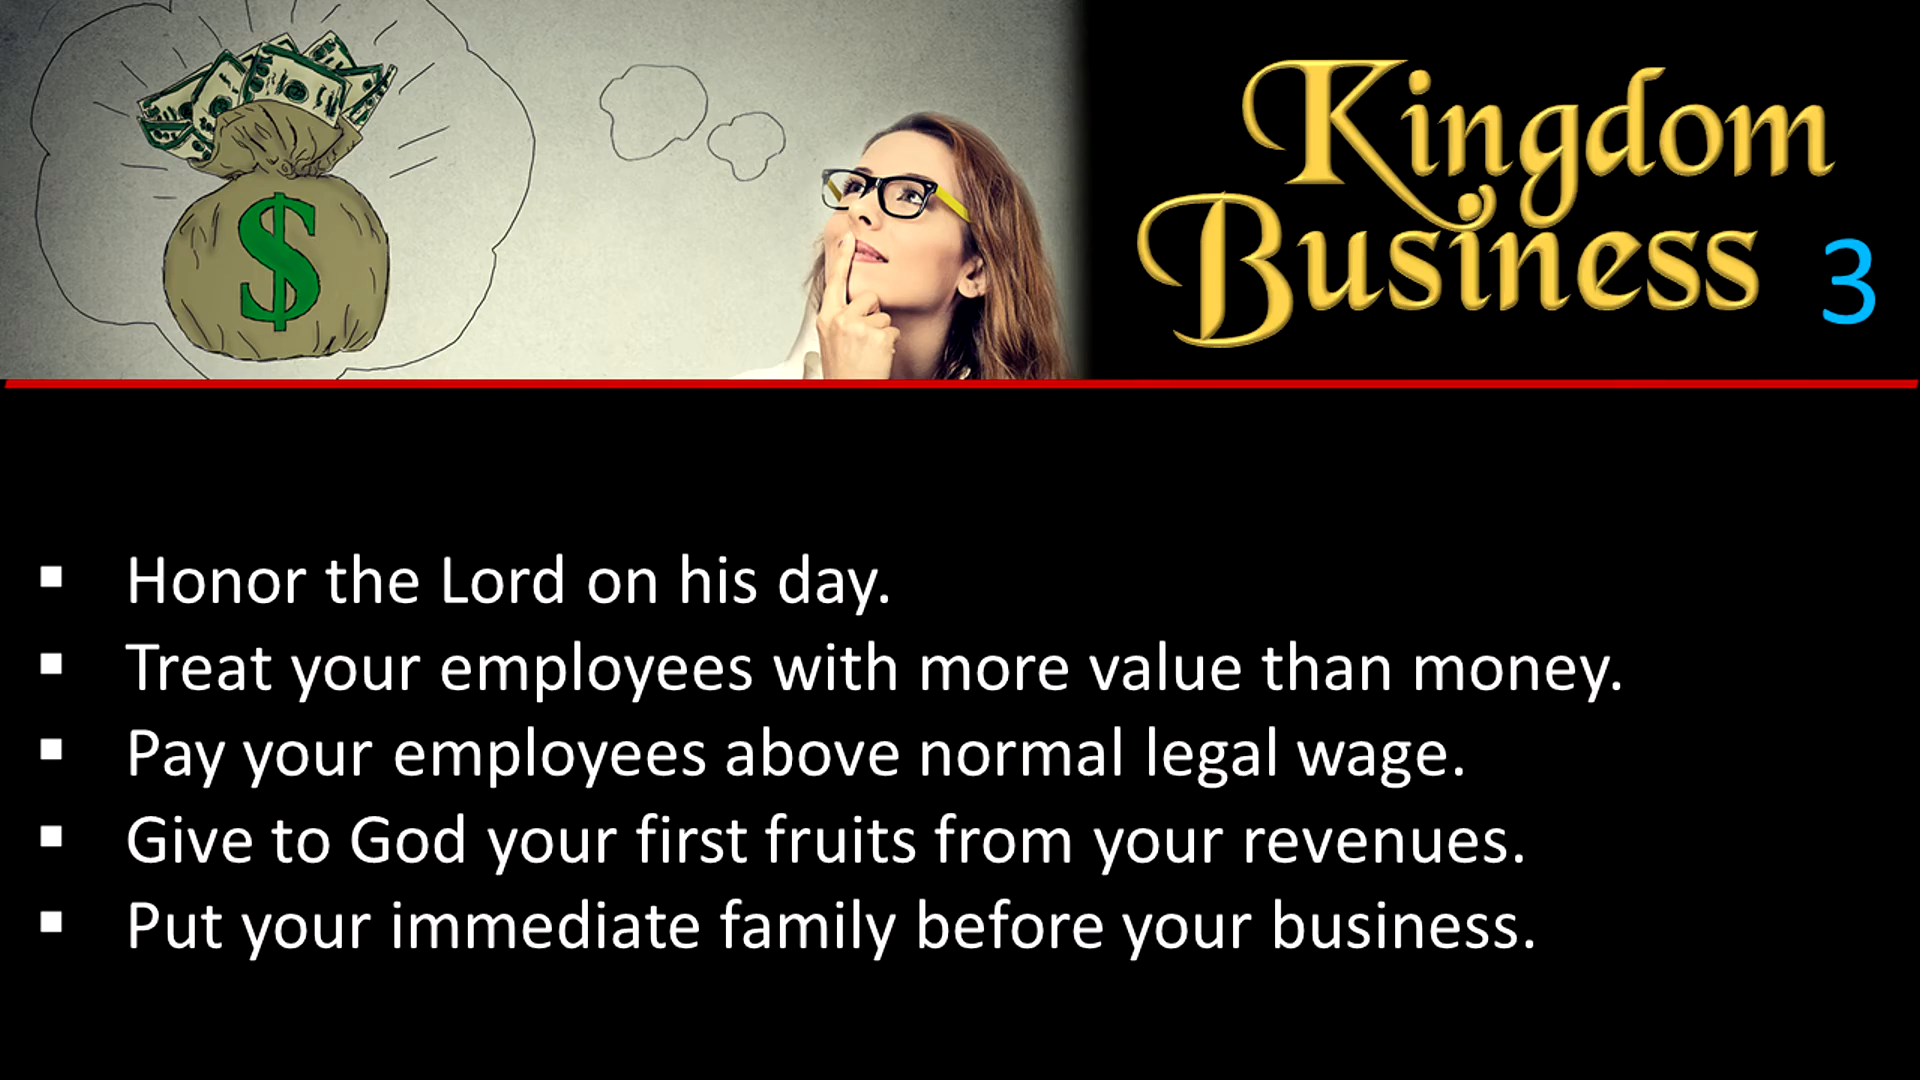 $
Kingdom
Business 3
▪ Honor the Lord on his day.
▪ Treat your employees with more value than money.
▪ Pay your employees above normal legal wage.
▪ Give to God your first fruits from your revenues.
▪ Put your immediate family before your business.